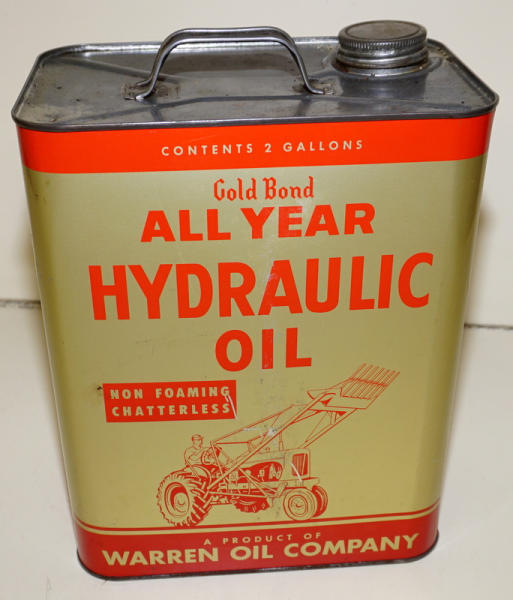 CONTENTS 2 GALLONS
Gold Bond
ALL YEAR
HYDRAULIC
OIL
NON FOAMING
CHATTERLESS
A PRODUCT OF
WARREN OIL COMPANY